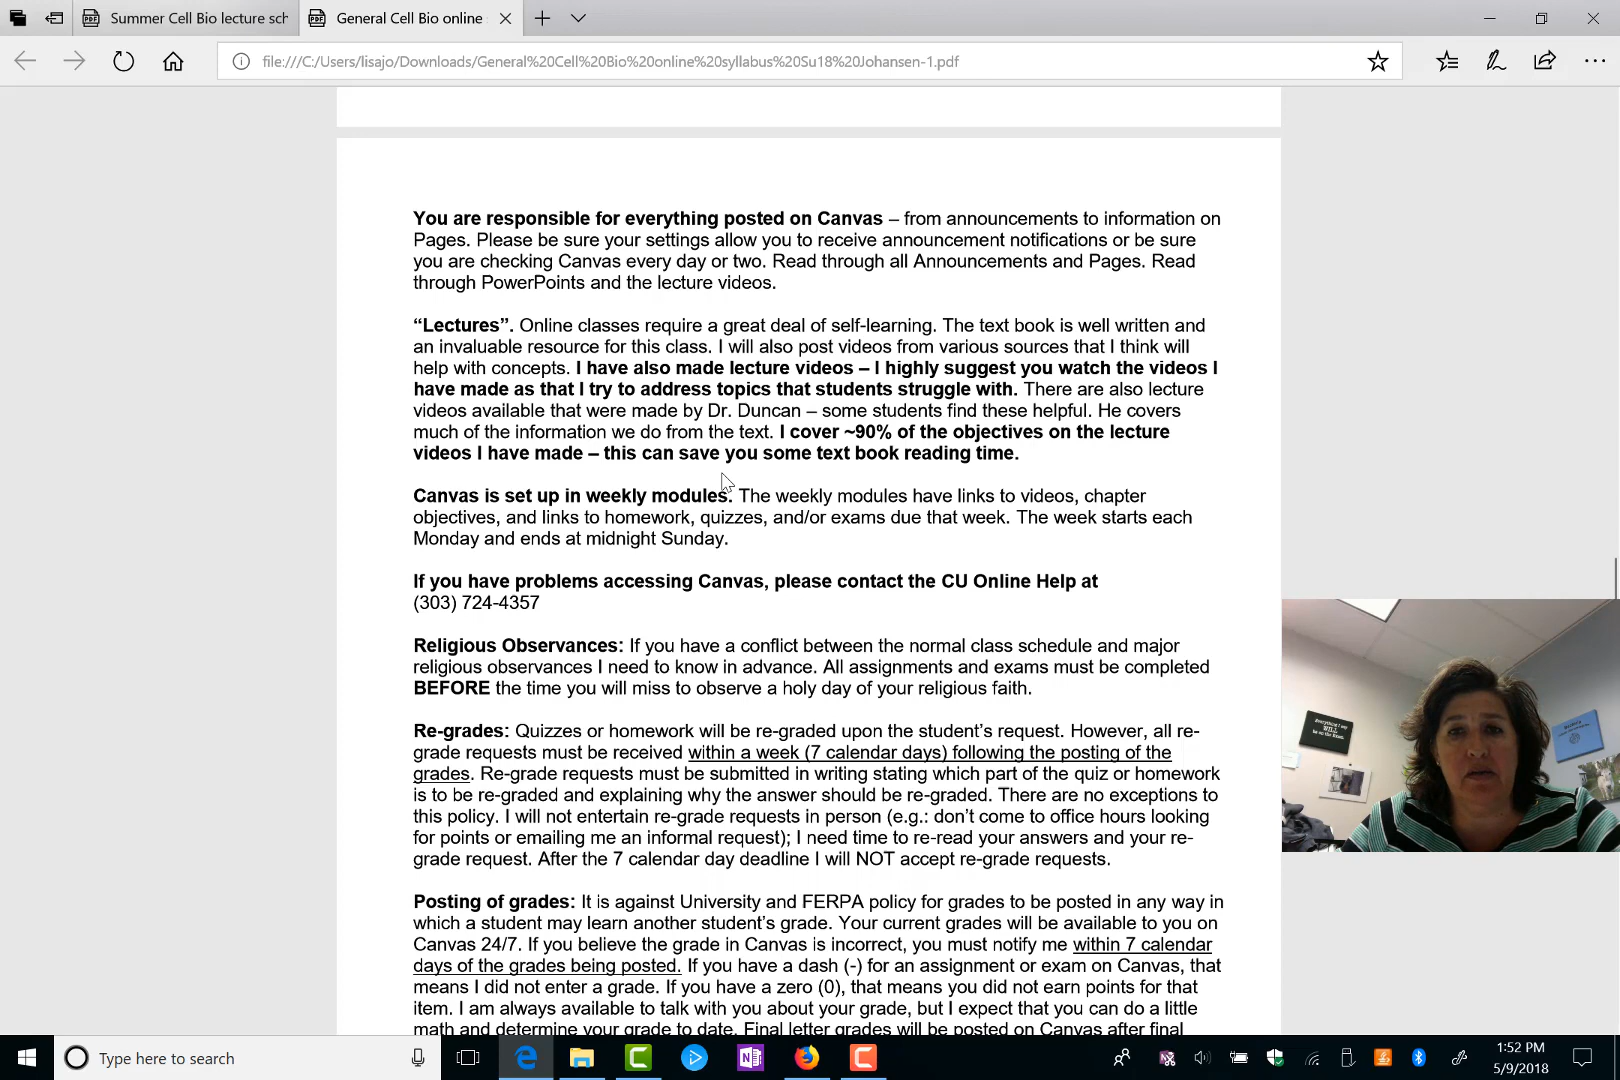 Summer Cell Bio lecture sch
General Cell Bio online
file:///C:/Users/lisajo/Downloads/General%20Cell%20Bio%20online%20syllabus%20Su18%20Johansen-1.pdf
You are responsible for everything posted on Canvas – from announcements to information on
Pages. Please be sure your settings allow you to receive announcement notifications or be sure
you are checking Canvas every day or two. Read through all Announcements and Pages. Read
through PowerPoints and the lecture videos.
“Lectures”. Online classes require a great deal of self-learning. The text book is well written and
an invaluable resource for this class. I will also post videos from various sources that I think will
help with concepts. I have also made lecture videos – I highly suggest you watch the videos I
have made as that I try to address topics that students struggle with. There are also lecture
videos available that were made by Dr. Duncan – some students find these helpful. He covers
much of the information we do from the text. I cover ~90% of the objectives on the lecture
videos I have made – this can save you some text book reading time.
Canvas is set up in weekly modules. The weekly modules have links to videos, chapter
objectives, and links to homework, quizzes, and/or exams due that week. The week starts each
Monday and ends at midnight Sunday.
If you have problems accessing Canvas, please contact the CU Online Help at
(303) 724-4357
Religious Observances: If you have a conflict between the normal class schedule and major
religious observances I need to know in advance. All assignments and exams must be completed
BEFORE the time you will miss to observe a holy day of your religious faith.
Re-grades: Quizzes or homework will be re-graded upon the student’s request. However, all re-
grade requests must be received within a week (7 calendar days) following the posting of the
grades. Re-grade requests must be submitted in writing stating which part of the quiz or homework
is to be re-graded and explaining why the answer should be re-graded. There are no exceptions to
this policy. I will not entertain re-grade requests in person (e.g.: don’t come to office hours looking
for points or emailing me an informal request); I need time to re-read your answers and your re-
grade request. After the 7 calendar day deadline I will NOT accept re-grade requests.
Posting of grades: It is against University and FERPA policy for grades to be posted in any way in
which a student may learn another student’s grade. Your current grades will be available to you on
Canvas 24/7. If you believe the grade in Canvas is incorrect, you must notify me within 7 calendar
days of the grades being posted. If you have a dash (-) for an assignment or exam on Canvas, that
means I did not enter a grade. If you have a zero (0), that means you did not earn points for that
item. I am always available to talk with you about your grade, but I expect that you can do a little
math and determine your grade to date. Final letter grades will be posted on Canvas after final
Type here to search
1:52 PM
5/9/2018